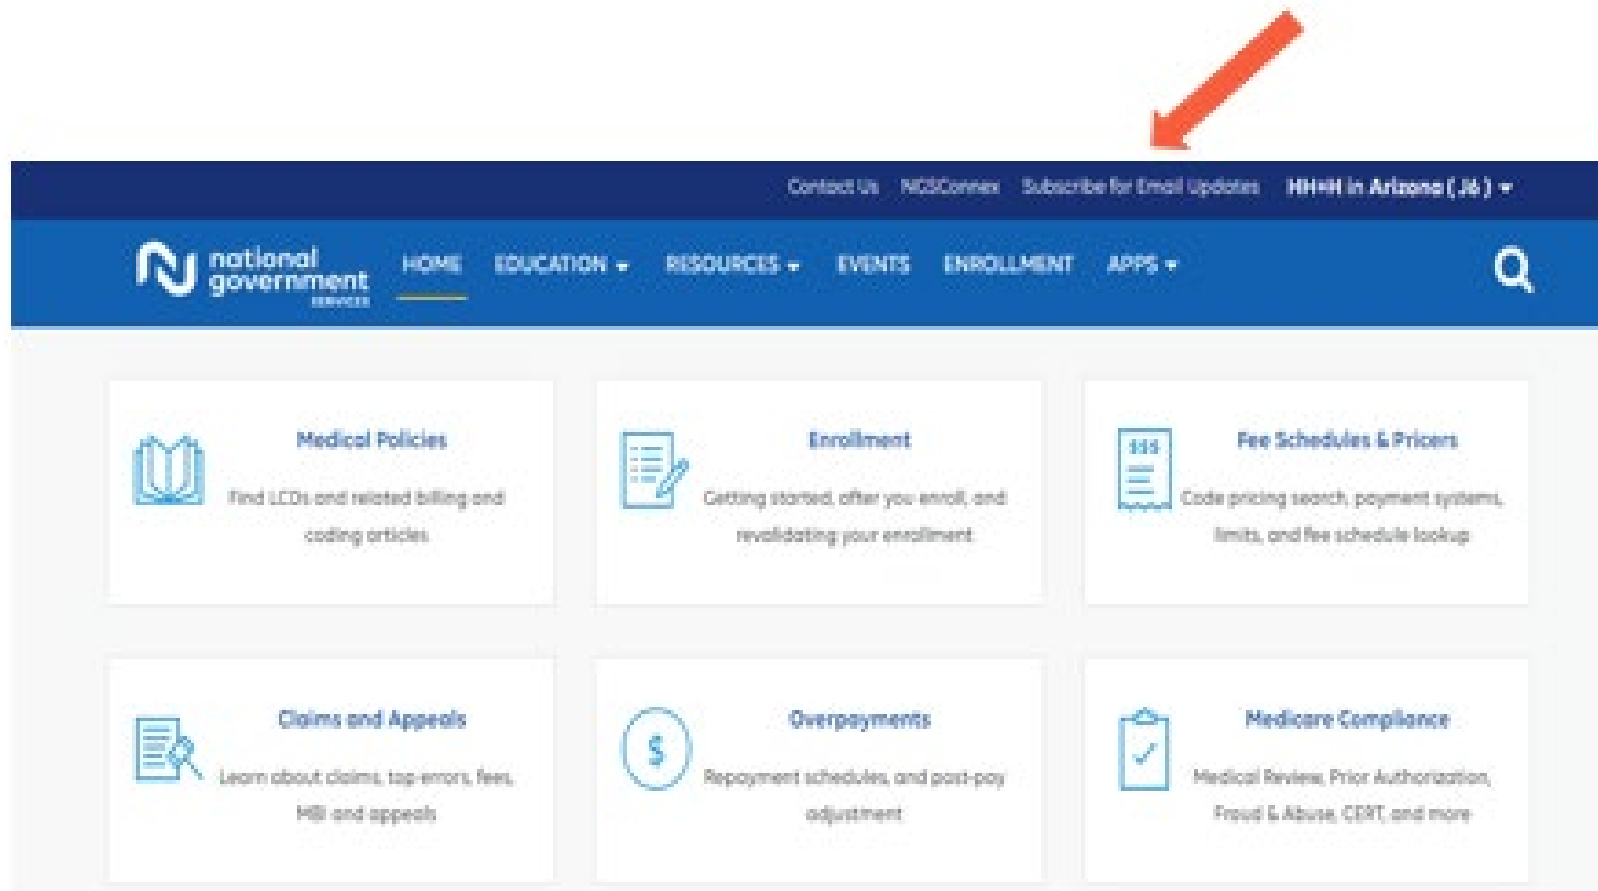 Contact Us NGSConnex Subscribe for Email Updates HH+H in Arizona ( J6 )
national
government
SERVICES
HOME EDUCATION RESOURCES EVENTS ENROLLMENT APPS
Medical Policies
Find LCDs and related billing and
coding articles
Enrollment
Getting started, after you enroll, and
revalidating your enrollment
$$$
Fee Schedules & Pricers
Code pricing search, payment systems,
limits, and fee schedule lookup
Claims and Appeals
Learn about claims, top errors, fees,
MBI and appeals
$
Overpayments
Repayment schedules, and post-pay
adjustment
Medicare Compliance
Medical Review, Prior Authorization,
Fraud & Abuse, CERT, and more